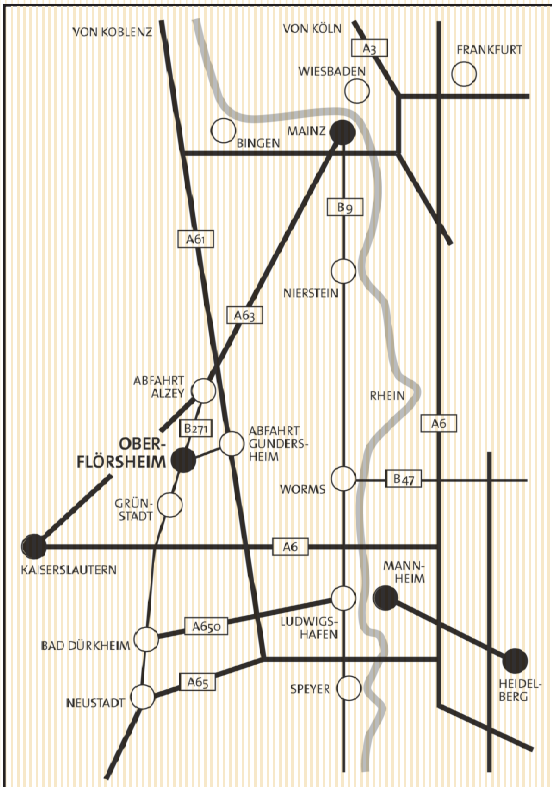 VON KOBLENZ
VON KÖLN
A3
FRANKFURT
WIESBADEN
BINGEN
MAINZ
B9
A61
NIERSTEIN
A63
ABFAHRT
ALZEY
RHEIN
B271
A6
OBER-
FLÖRSHEIM
ABFAHRT
GUNDERS-
HEIM
GRÜN-
STADT
WORMS
B47
A6
KAISERSLAUTERN
MANN-
HEIM
A650
LUDWIGS-
HAFEN
BAD DÜRKHEIM
A65
NEUSTADT
SPEYER
HEIDEL-
BERG